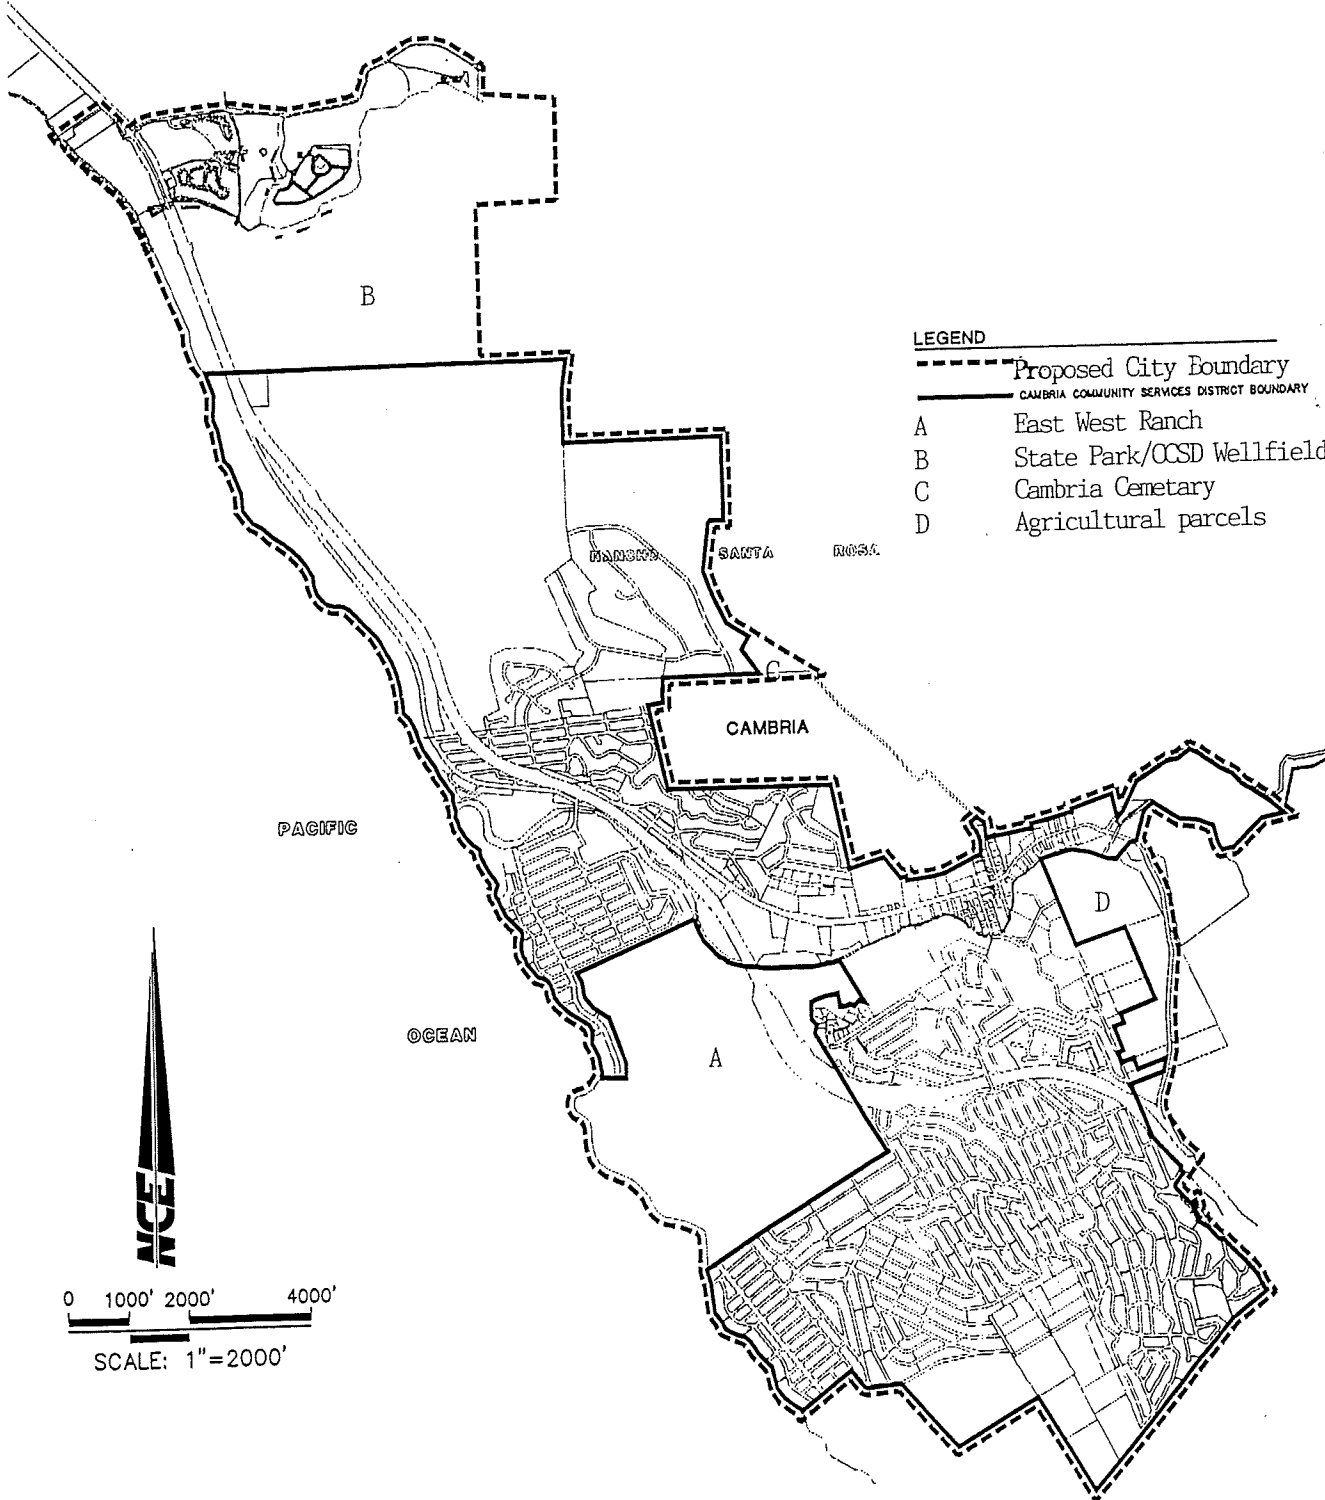 B
LEGEND
Proposed City Boundary
CAMBRIA COMMUNITY SERVICES DISTRICT BOUNDARY
A East West Ranch
B State Park/CCSD Wellfield
C Cambria Cemetary
D Agricultural parcels
RANCHO SANTA ROSA
C
CAMBRIA
PACIFIC
D
OCEAN
A
NCE
0 1000' 2000' 4000'
SCALE: 1"=2000'